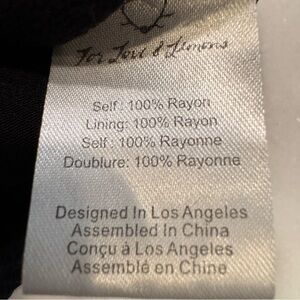 For Love & Lemons
Self: 100% Rayon
Lining: 100% Rayon
Self: 100% Rayonne
Doublure: 100% Rayonne
Designed In Los Angeles
Assembled In China
Conçu à Los Angeles
Assemblé en Chine